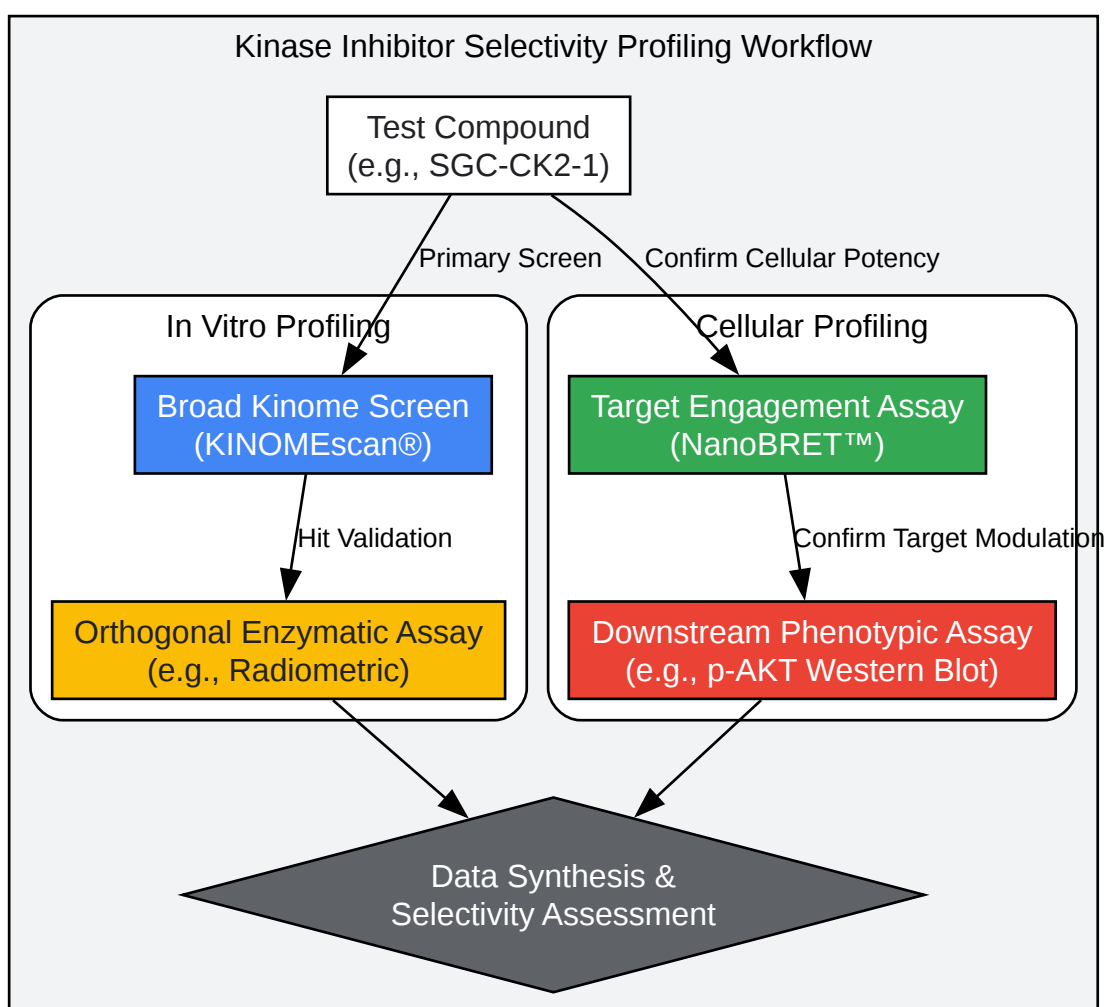 Kinase Inhibitor Selectivity Profiling Workflow
Test Compound
(e.g., SGC-CK2-1)
Primary Screen
Confirm Cellular Potency
In Vitro Profiling
Cellular Profiling
Broad Kinome Screen
(KINOMEscan®)
Target Engagement Assay
(NanoBRET™)
Hit Validation
Confirm Target Modulation
Orthogonal Enzymatic Assay
(e.g., Radiometric)
Downstream Phenotypic Assay
(e.g., p-AKT Western Blot)
Data Synthesis &
Selectivity Assessment